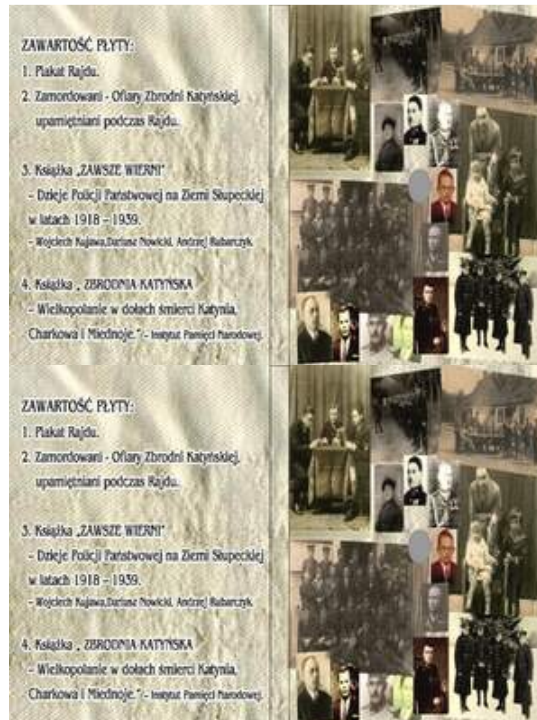 ZAWARTOŚĆ PŁYTY:
1. Plakat Rajdu.
2. Zamordowani - Ofiary Zbrodni Katyńskiej,
upamiętniani podczas Rajdu.
3. Książka „ZAWSZE WIERNI"
- Dzieje Policji Państwowej na Ziemi Słupeckiej
w latach 1918 - 1939.
- Wojciech Kujawa, Dariusz Nowicki, Andrzej Rubarczyk.
4. Książka „ ZBRODNIA KATYŃSKA
- Wielkopolanie w dołach śmierci Katynia,
Charkowa i Miednoje." - Instytut Pamięci Narodowej.
ZAWARTOŚĆ PŁYTY:
1. Plakat Rajdu.
2. Zamordowani - Ofiary Zbrodni Katyńskiej,
upamiętniani podczas Rajdu.
3. Książka „ZAWSZE WIERNI"
- Dzieje Policji Państwowej na Ziemi Słupeckiej
w latach 1918 - 1939.
- Wojciech Kujawa, Dariusz Nowicki, Andrzej Rubarczyk.
4. Książka „ ZBRODNIA KATYŃSKA
- Wielkopolanie w dołach śmierci Katynia,
Charkowa i Miednoje." - Instytut Pamięci Narodowej.